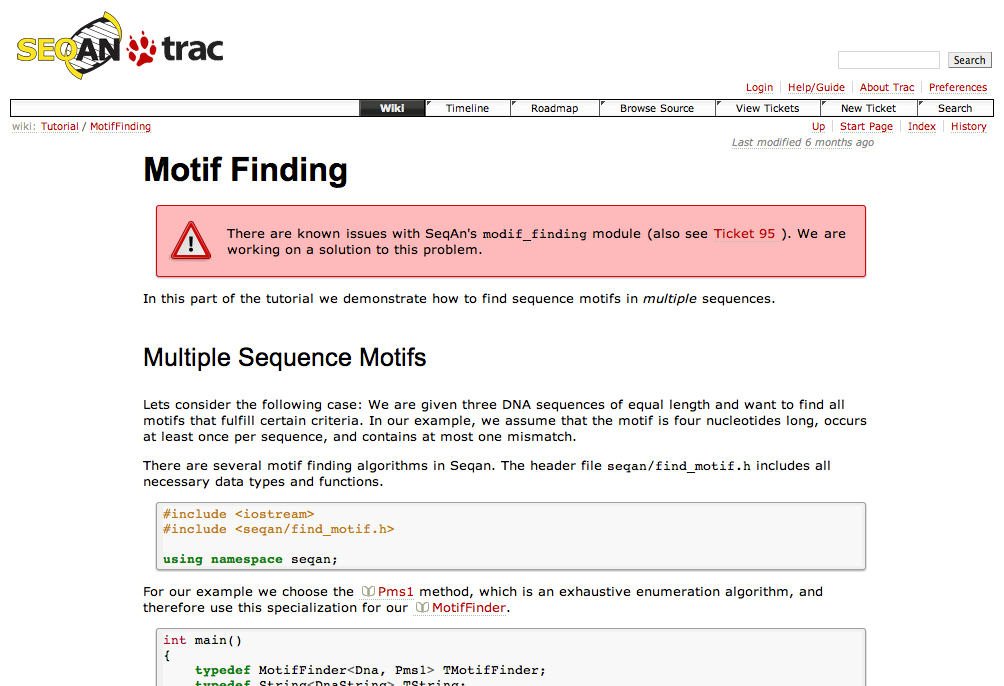 SEQAN trac
Search
Login Help/Guide About Trac Preferences
Wiki Timeline Roadmap Browse Source View Tickets New Ticket Search
wiki: Tutorial / MotifFinding
Up Start Page Index History
Last modified 6 months ago
Motif Finding
There are known issues with SeqAn's modif_finding module (also see Ticket 95 ). We are
working on a solution to this problem.
In this part of the tutorial we demonstrate how to find sequence motifs in multiple sequences.
Multiple Sequence Motifs
Lets consider the following case: We are given three DNA sequences of equal length and want to find all
motifs that fulfill certain criteria. In our example, we assume that the motif is four nucleotides long, occurs
at least once per sequence, and contains at most one mismatch.
There are several motif finding algorithms in Seqan. The header file seqan/find_motif.h includes all
necessary data types and functions.
#include <iostream>
#include <seqan/find_motif.h>
using namespace seqan;
For our example we choose the Pms1 method, which is an exhaustive enumeration algorithm, and
therefore use this specialization for our MotifFinder.
int main()
{
typedef MotifFinder<Dna, Pms1> TMotifFinder;
typedef String<DnaString> TString;